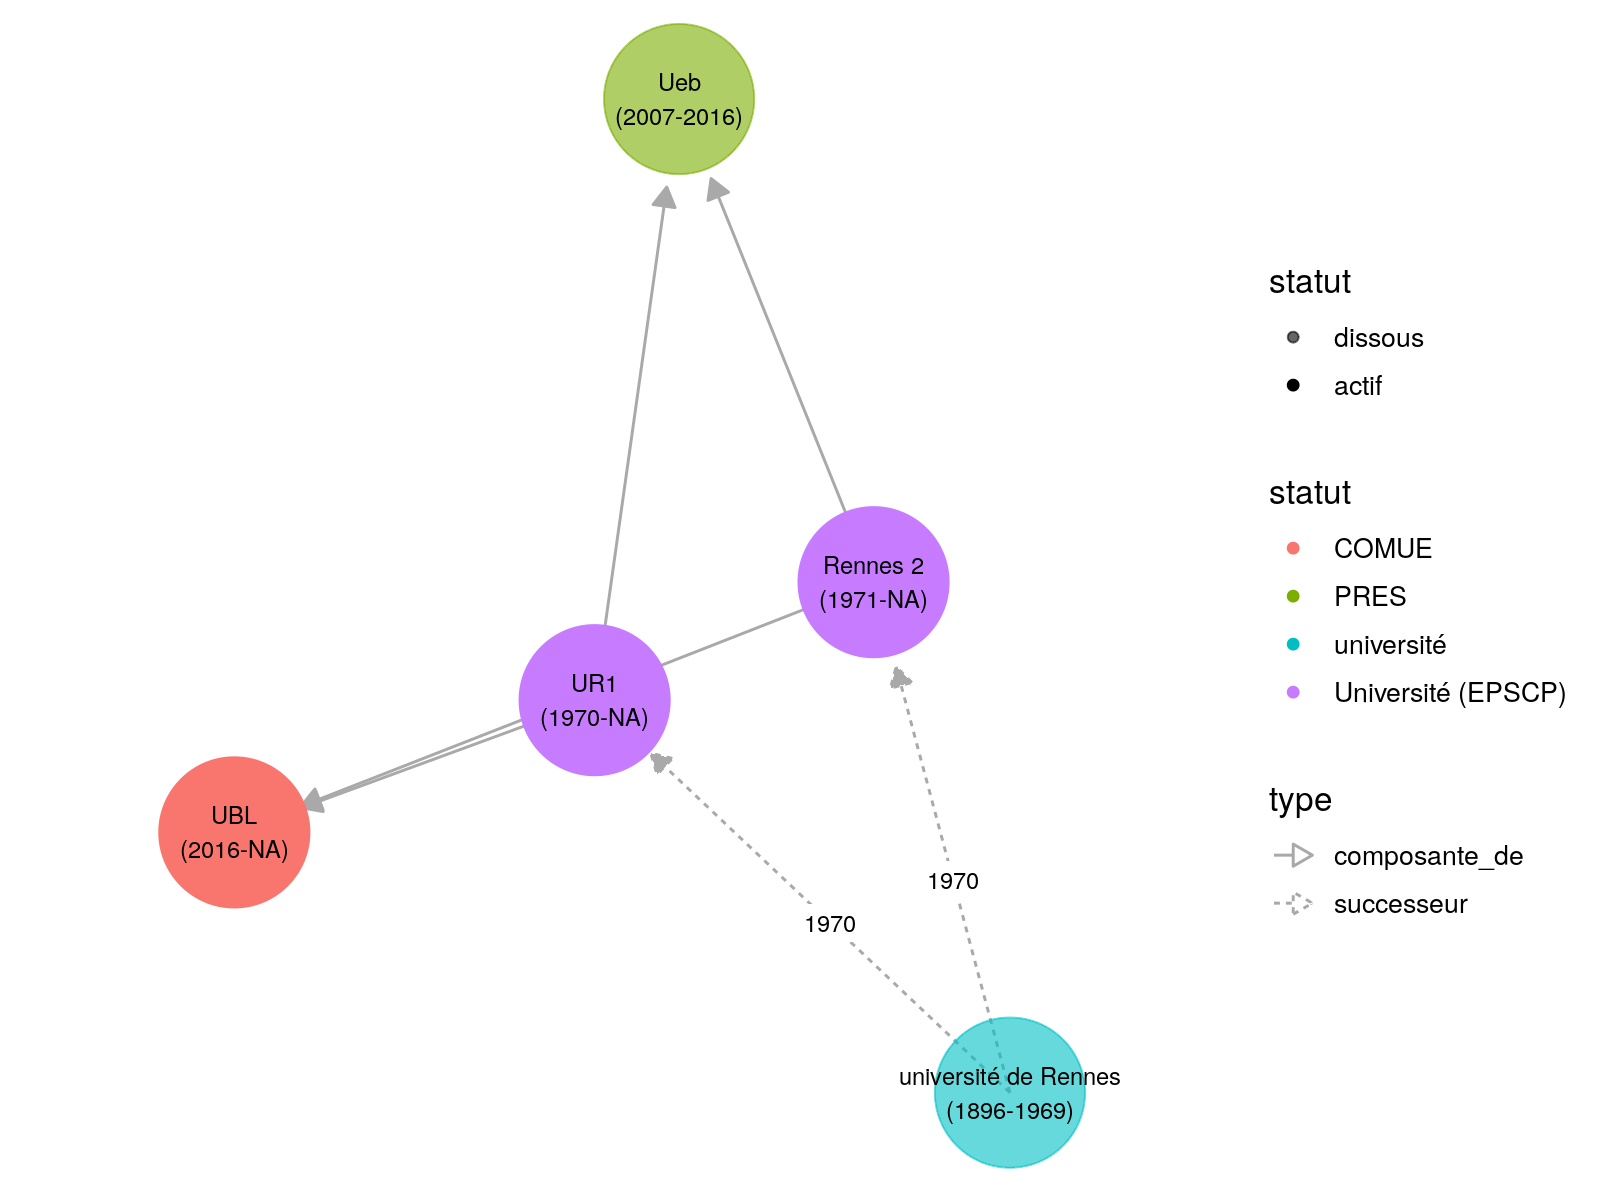 Ueb
(2007-2016)
Rennes 2
(1971-NA)
UR1
(1970-NA)
UBL
(2016-NA)
1970
1970
université de Rennes
(1896-1969)
statut
dissous
actif
statut
COMUE
PRES
université
Université (EPSCP)
type
composante_de
successeur